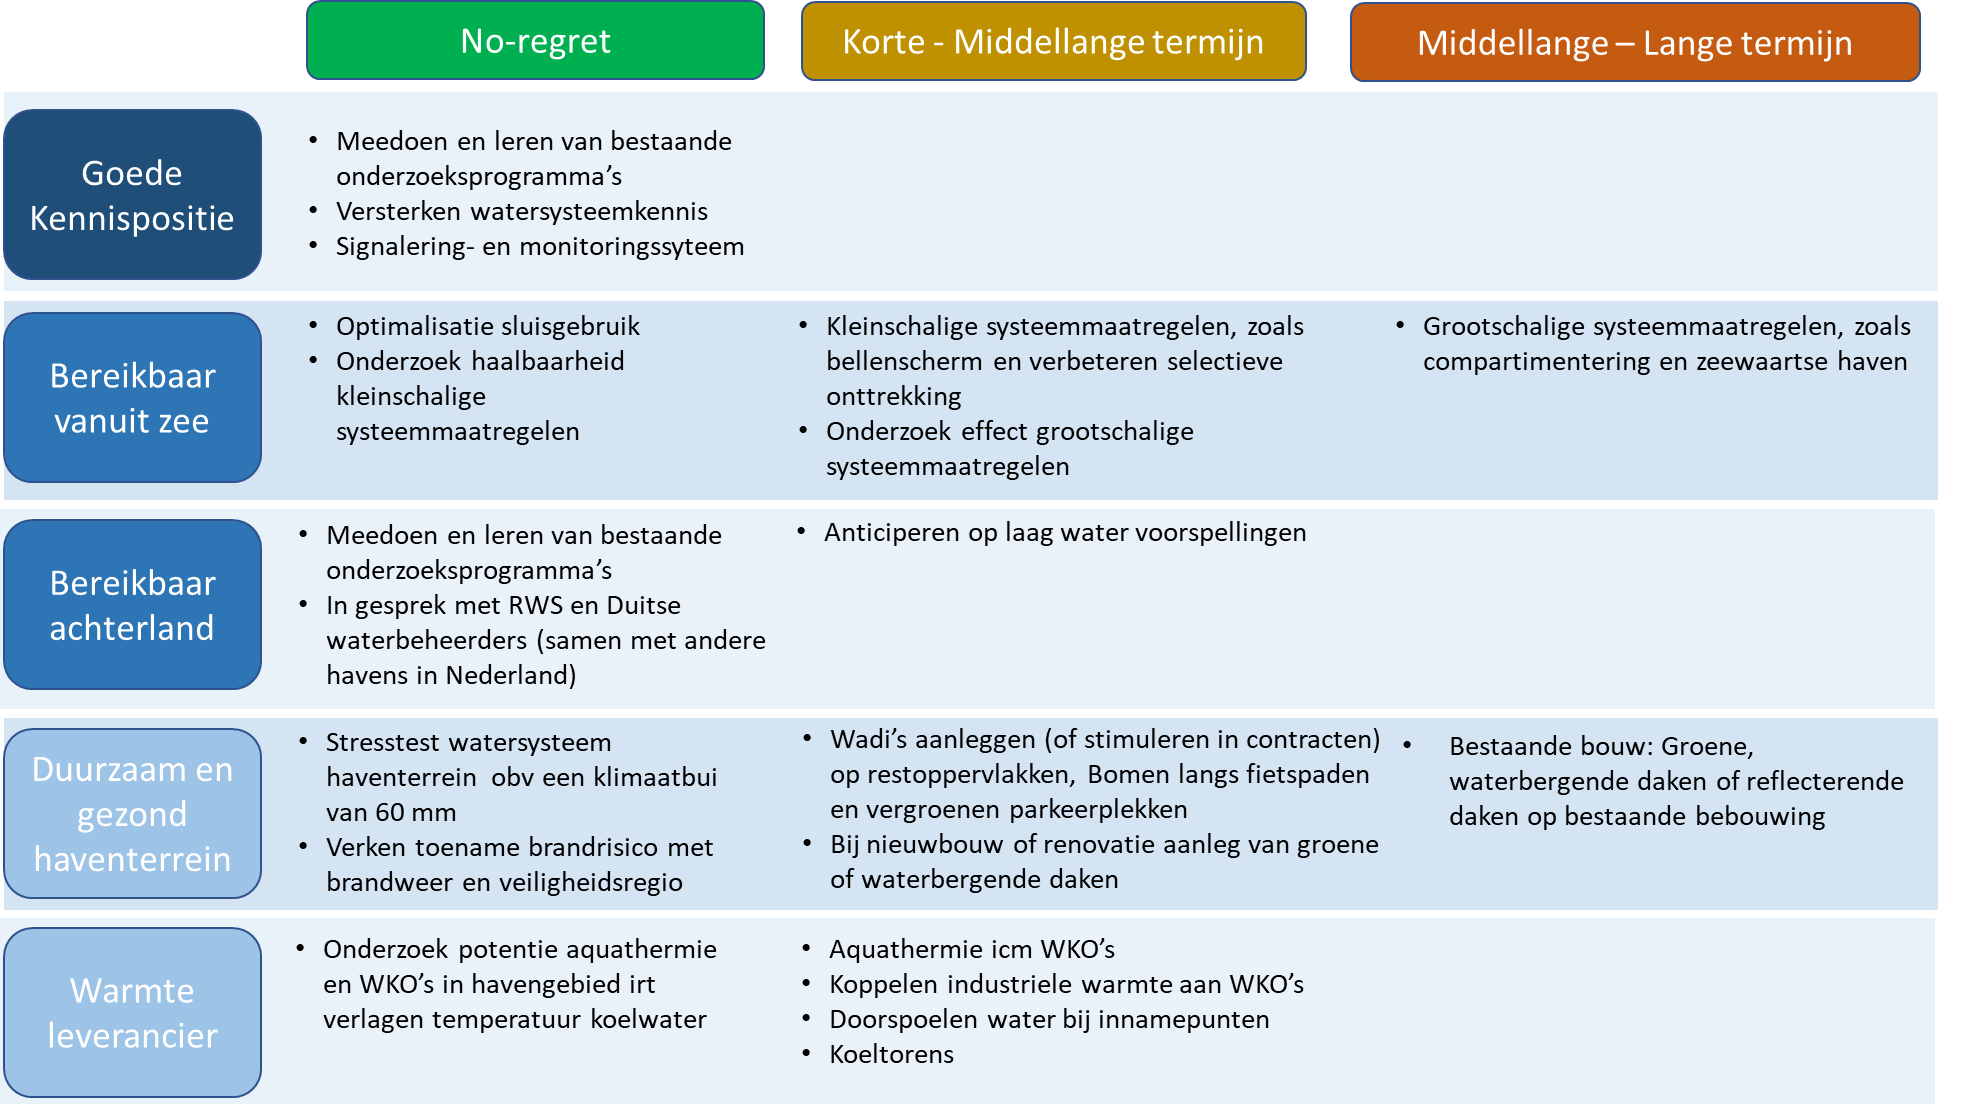 No-regret
Korte - Middellange termijn
Middellange – Lange termijn
Goede
Kennispositie
• Meedoen en leren van bestaande
onderzoeksprogramma’s
• Versterken watersysteemkennis
• Signalering- en monitoringssyteem
Bereikbaar
vanuit zee
• Optimalisatie sluisgebruik
• Onderzoek haalbaarheid
kleinschalige
systeemmaatregelen
• Kleinschalige systeemmaatregelen, zoals
bellenscherm en verbeteren selectieve
onttrekking
• Onderzoek effect grootschalige
systeemmaatregelen
• Grootschalige systeemmaatregelen, zoals
compartimentering en zeewaartse haven
Bereikbaar
achterland
• Meedoen en leren van bestaande
onderzoeksprogramma’s
• In gesprek met RWS en Duitse
waterbeheerders (samen met andere
havens in Nederland)
• Anticiperen op laag water voorspellingen
Duurzaam en
gezond
haventerrein
• Stresstest watersysteem
haventerrein obv een klimaatbui
van 60 mm
• Verken toename brandrisico met
brandweer en veiligheidsregio
• Wadi’s aanleggen (of stimuleren in contracten)
op restoppervlakken, Bomen langs fietspaden
en vergroenen parkeerplekken
• Bij nieuwbouw of renovatie aanleg van groene
of waterbergende daken
• Bestaande bouw: Groene,
waterbergende daken of reflecterende
daken op bestaande bebouwing
Warmte
leverancier
• Onderzoek potentie aquathermie
en WKO’s in havengebied irt
verlagen temperatuur koelwater
• Aquathermie icm WKO’s
• Koppelen industriele warmte aan WKO’s
• Doorspoelen water bij innamepunten
• Koeltorens